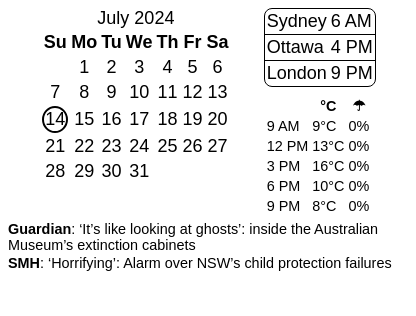 July 2024
Su Mo Tu We Th Fr Sa
1 2 3 4 5 6
7 8 9 10 11 12 13
14 15 16 17 18 19 20
21 22 23 24 25 26 27
28 29 30 31
Sydney 6 AM
Ottawa 4 PM
London 9 PM
°C ☂
9 AM 9°C 0%
12 PM 13°C 0%
3 PM 16°C 0%
6 PM 10°C 0%
9 PM 8°C 0%
Guardian: ‘It’s like looking at ghosts’: inside the Australian
Museum’s extinction cabinets
SMH: ‘Horrifying’: Alarm over NSW’s child protection failures